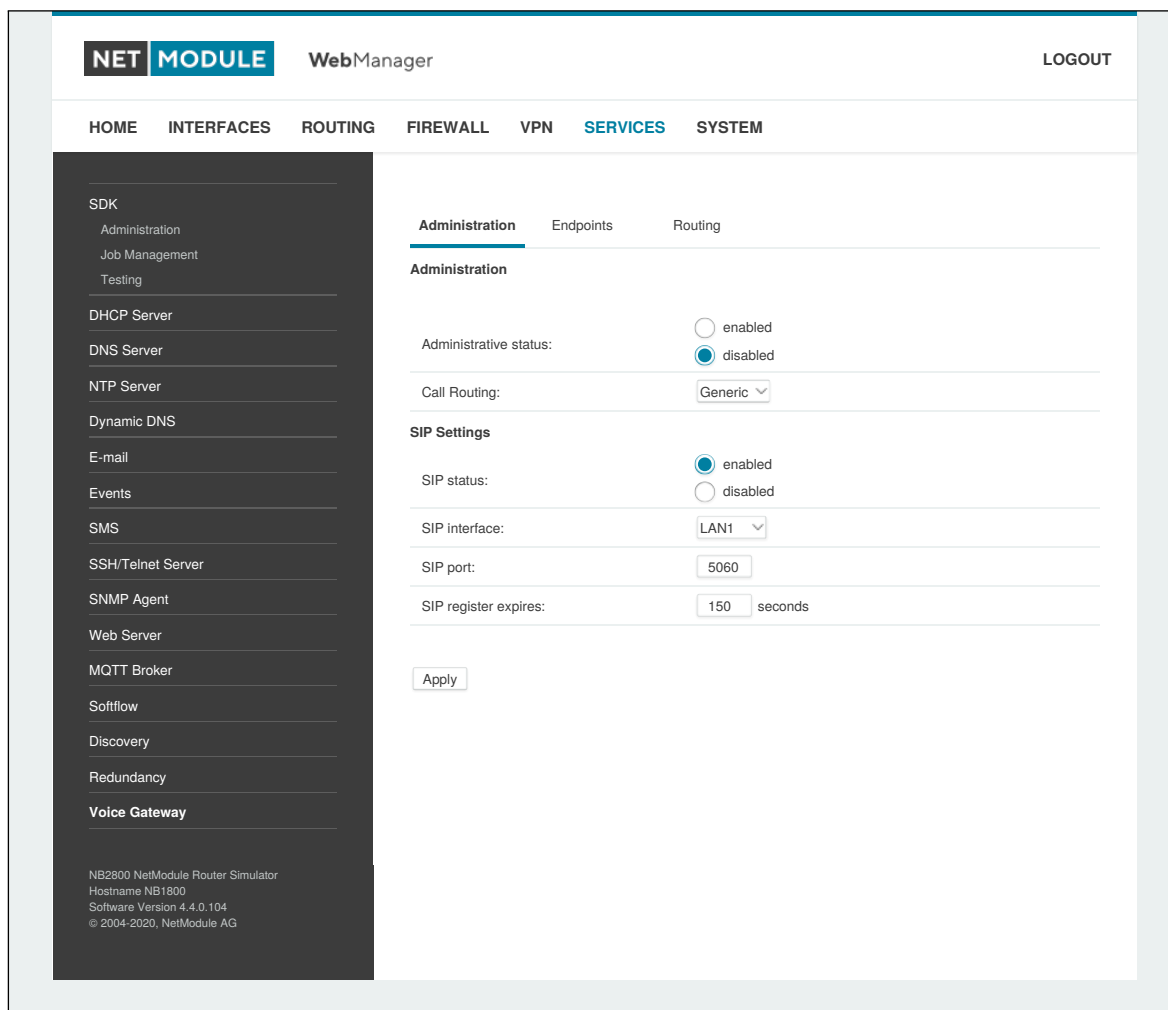 NET MODULE WebManager LOGOUT
HOME INTERFACES ROUTING FIREWALL VPN SERVICES SYSTEM
SDK
Administration
Job Management
Testing
DHCP Server
DNS Server
NTP Server
Dynamic DNS
E-mail
Events
SMS
SSH/Telnet Server
SNMP Agent
Web Server
MQTT Broker
Softflow
Discovery
Redundancy
Voice Gateway
NB2800 NetModule Router Simulator
Hostname NB1800
Software Version 4.4.0.104
© 2004-2020, NetModule AG
Administration Endpoints Routing
Administration
Administrative status:
enabled
disabled
Call Routing: Generic
SIP Settings
SIP status:
enabled
disabled
SIP interface: LAN1
SIP port: 5060
SIP register expires: 150 seconds
Apply